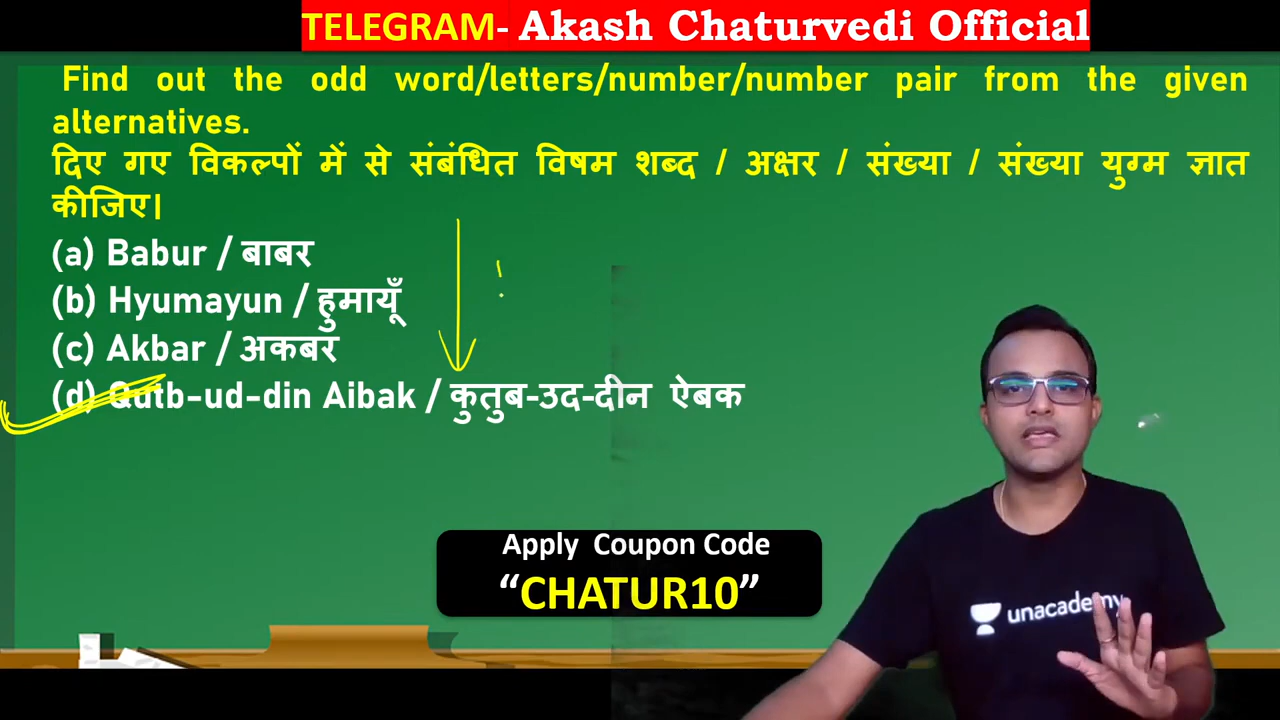 TELEGRAM- Akash Chaturvedi Official
Find out the odd word/letters/number/number pair from the given
alternatives.
दिए गए विकल्पों में से संबंधित विषम शब्द / अक्षर / संख्या / संख्या युग्म ज्ञात
कीजिए।
(a) Babur / बाबर
(b) Hyumayun / हुमायूँ
(c) Akbar / अकबर
(d) Qutb-ud-din Aibak / कुतुब-उद-दीन ऐबक
Apply Coupon Code
“CHATUR10”
unacademy